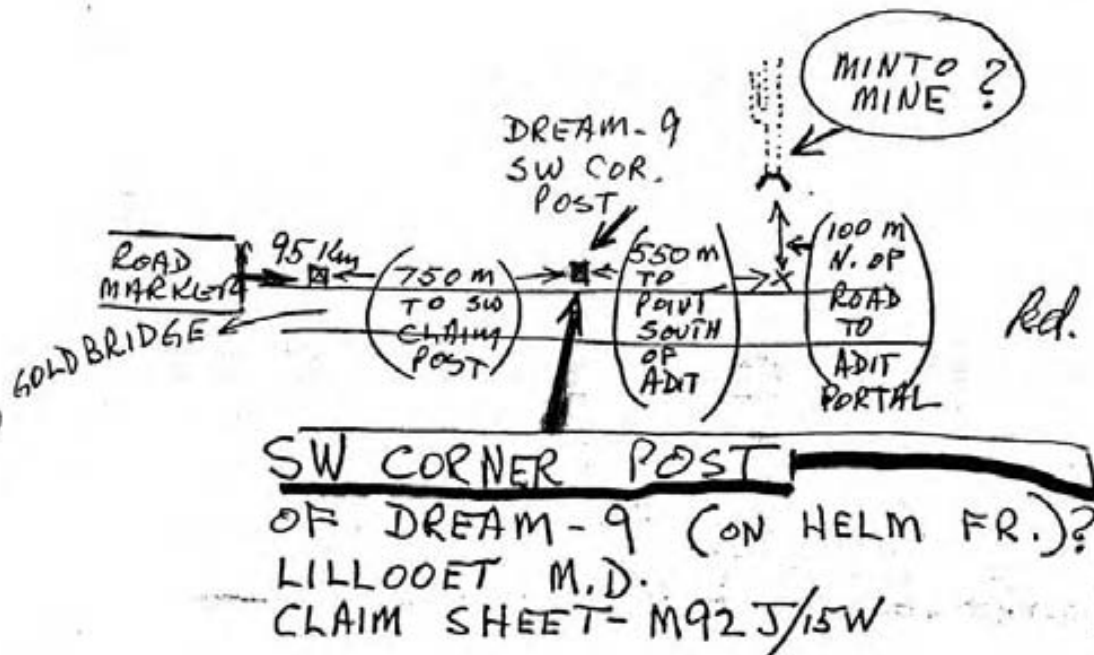 MINTO
MINE ?
DREAM-9
SW COR.
POST
ROAD
MARKER
95 Km
750 m
TO SW
CLAIM
POST
550 m
TO
POINT
SOUTH
OF
ADIT
100 m
N. OF
ROAD
TO
ADIT
PORTAL
Rd.
GOLDBRIDGE
SW CORNER POST
OF DREAM-9 (ON HELM FR.)?
LILLOOET M.D.
CLAIM SHEET- M92J/15W